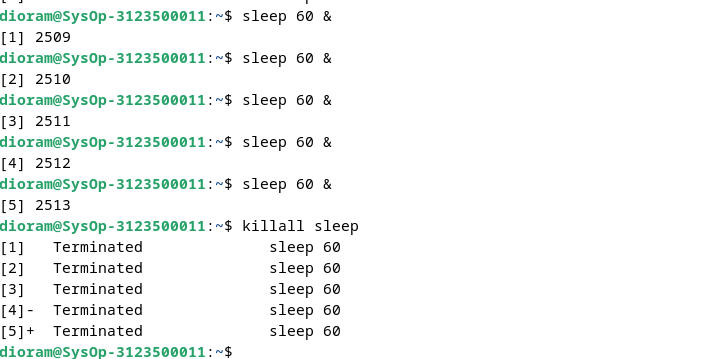 dioram@SysOp-3123500011:~$ sleep 60 &
[1] 2509
dioram@SysOp-3123500011:~$ sleep 60 &
[2] 2510
dioram@SysOp-3123500011:~$ sleep 60 &
[3] 2511
dioram@SysOp-3123500011:~$ sleep 60 &
[4] 2512
dioram@SysOp-3123500011:~$ sleep 60 &
[5] 2513
dioram@SysOp-3123500011:~$ killall sleep
[1]   Terminated              sleep 60
[2]   Terminated              sleep 60
[3]   Terminated              sleep 60
[4]-  Terminated              sleep 60
[5]+  Terminated              sleep 60
dioram@SysOp-3123500011:~$